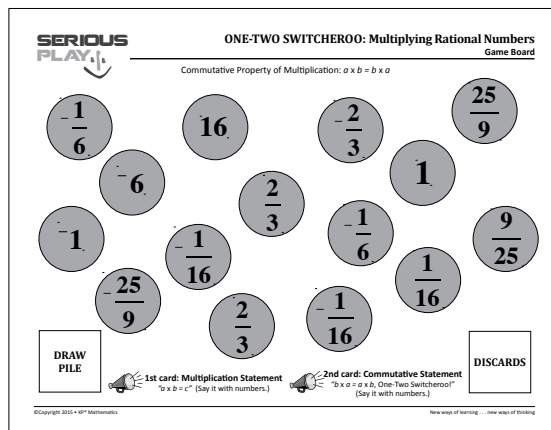 SERIOUS
PLAY
ONE-TWO SWITCHEROO: Multiplying Rational Numbers
Game Board
Commutative Property of Multiplication: a x b = b x a
-1/6
16
-2/3
25/9
-6
2/3
1
-1
-1/16
-1/6
9/25
-25/9
2/3
-1/16
1/16
DRAW
PILE
1st card: Multiplication Statement
"a x b = c" (Say it with numbers.)
2nd card: Commutative Statement
"b x a = a x b, One-Two Switcheroo!"
(Say it with numbers.)
DISCARDS
©Copyright 2015 • KP® Mathematics
New ways of learning . . . new ways of thinking